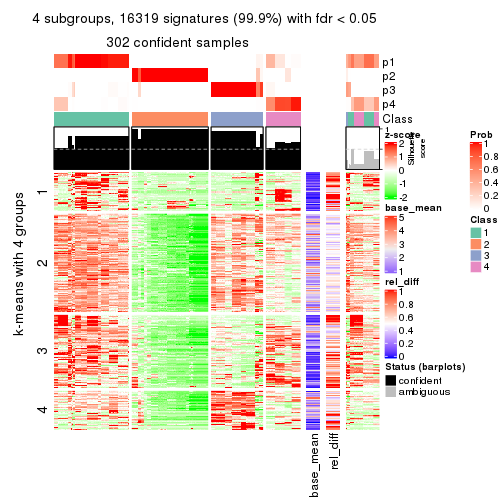 4 subgroups, 16319 signatures (99.9%) with fdr < 0.05
302 confident samples
p1
p2
p3
p4
Class
1
Silhouette
score
z-score
2
1
0
-1
-2
base_mean
5
4
3
2
1
rel_diff
1
0.8
0.6
0.4
0.2
0
Status (barplots)
confident
ambiguous
Prob
1
0.8
0.6
0.4
0.2
0
Class
1
2
3
4
k-means with 4 groups
1
2
3
4
base_mean
rel_diff